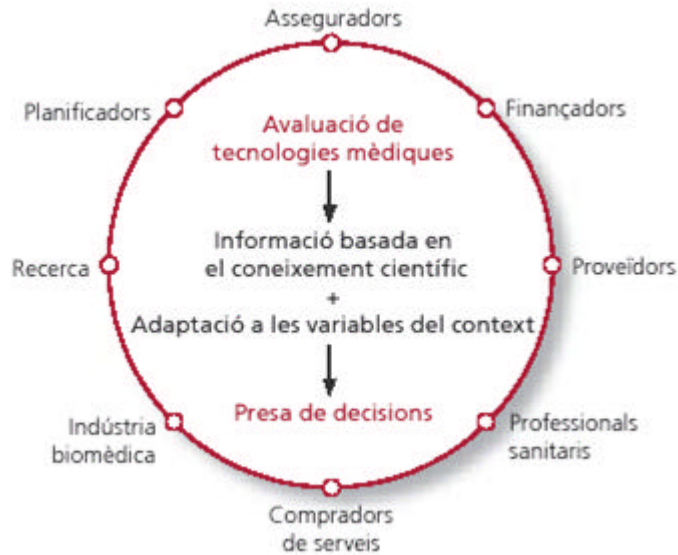 Asseguradors
Planificadors
Finançadors
Avaluació de
tecnologies mèdiques
Informació basada en
el coneixement científic
+
Adaptació a les variables del context
Recerca
Proveïdors
Presa de decisions
Indústria
biomèdica
Professionals
sanitaris
Compradors
de serveis